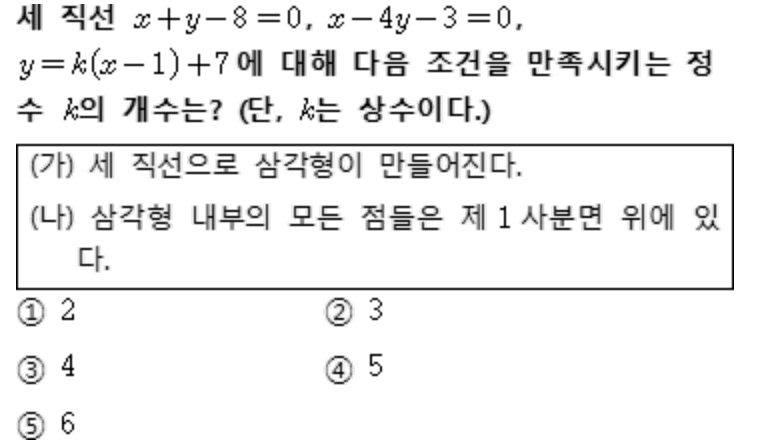 세 직선 x+y-8=0, x-4y-3=0,
y=k(x-1)+7에 대해 다음 조건을 만족시키는 정
수 k의 개수는? (단, k는 상수이다.)
(가) 세 직선으로 삼각형이 만들어진다.
(나) 삼각형 내부의 모든 점들은 제 1 사분면 위에 있
다.
① 2 ② 3
③ 4 ④ 5
⑤ 6